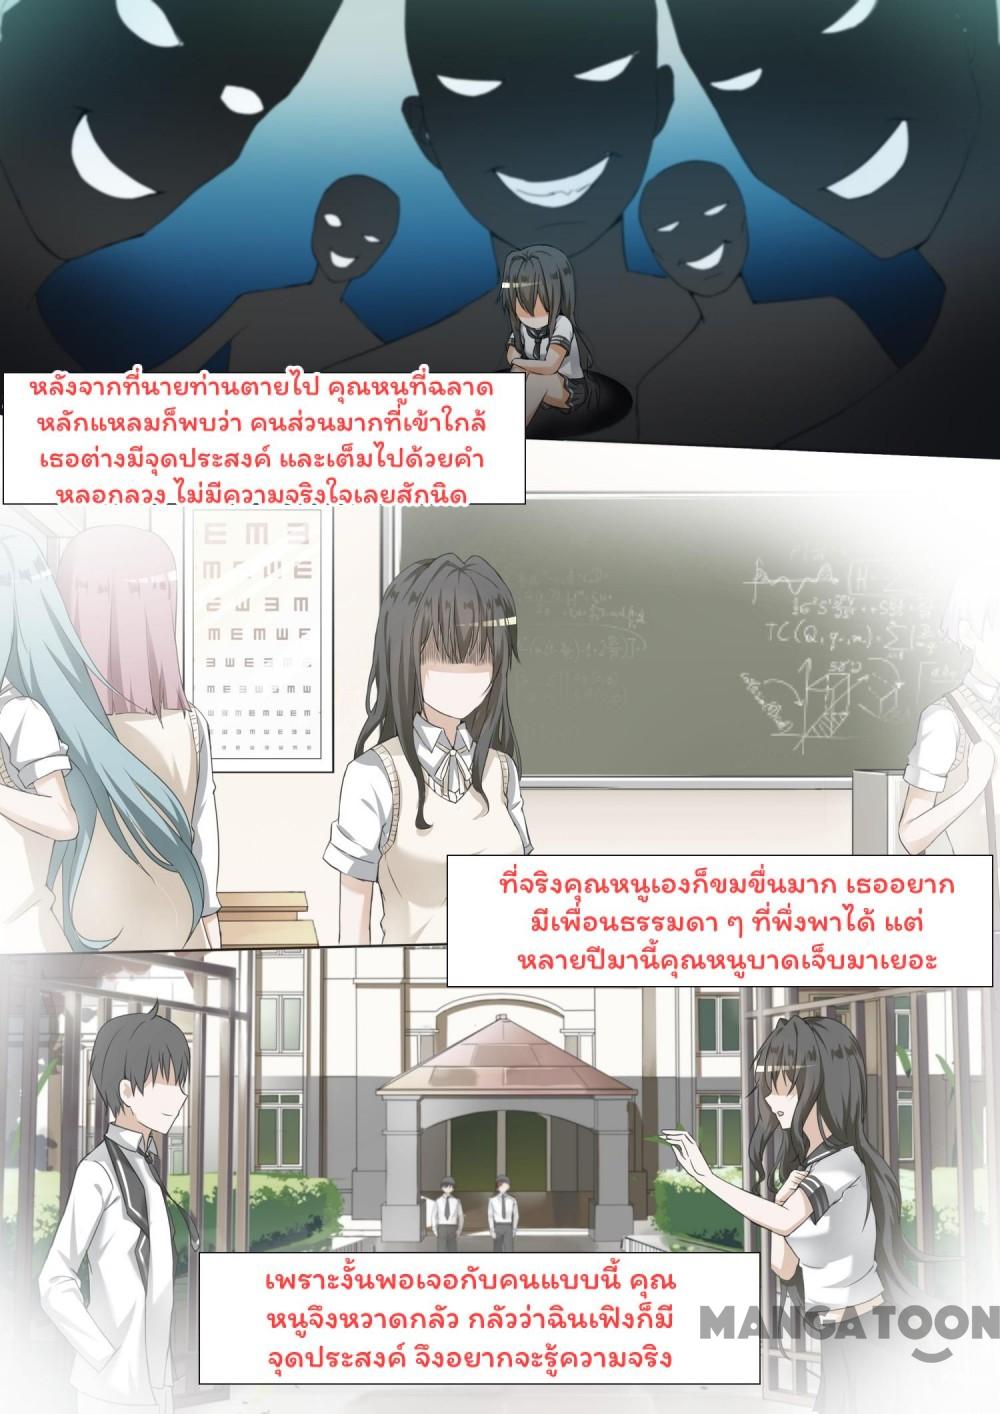 หลังจากที่นายท่านตายไป คุณหนูที่ฉลาด
หลักแหลมก็พบว่า คนส่วนมากที่เข้าใกล้
เธอต่างมีจุดประสงค์ และเต็มไปด้วยคำ
หลอกลวง ไม่มีความจริงใจเลยสักนิด
E M Ǝ
TC(Q, q, m)
ที่จริงคุณหนูเองก็ขมขื่นมาก เธออยาก
มีเพื่อนธรรมดา ๆ ที่พึ่งพาได้ แต่
หลายปีมานี้คุณหนูบาดเจ็บมาเยอะ
เพราะงั้นพอเจอกับคนแบบนี้ คุณ
หนูจึงหวาดกลัว กลัวว่าฉินเฟิงก็มี
จุดประสงค์ จึงอยากจะรู้ความจริง
MANGATOON